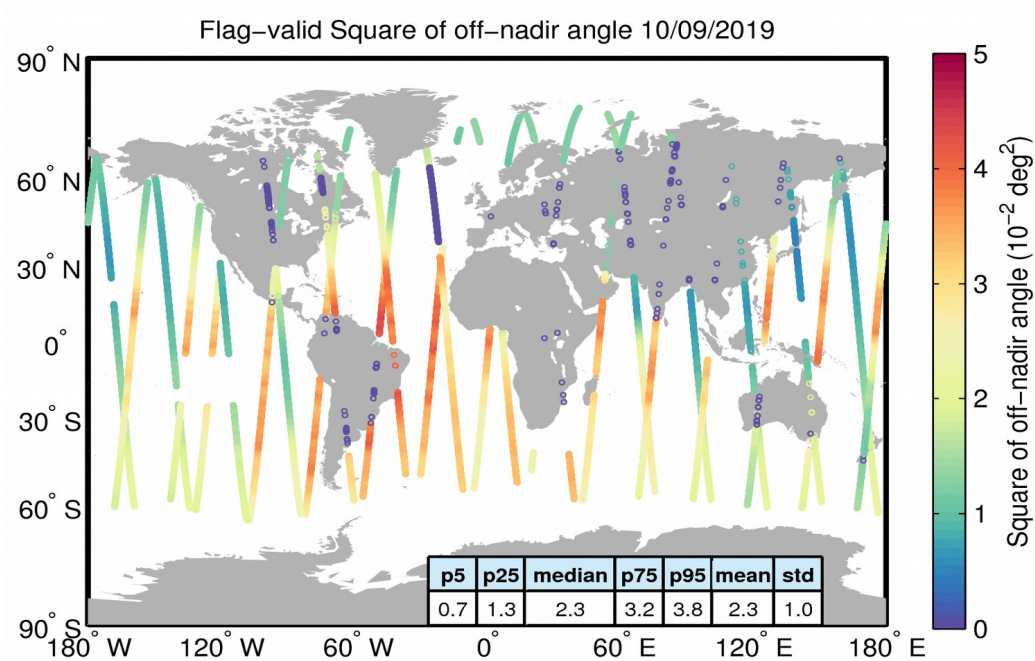 Flag-valid Square of off-nadir angle 10/09/2019
90° N
60° N
30° N
0°
30° S
60° S
90° S
180° W
120° W
60° W
0°
60° E
120° E
180° E
p5 p25 median p75 p95 mean std
0.7 1.3 2.3 3.2 3.8 2.3 1.0
5
4
3
2
1
0
Square of off-nadir angle (10⁻² deg²)